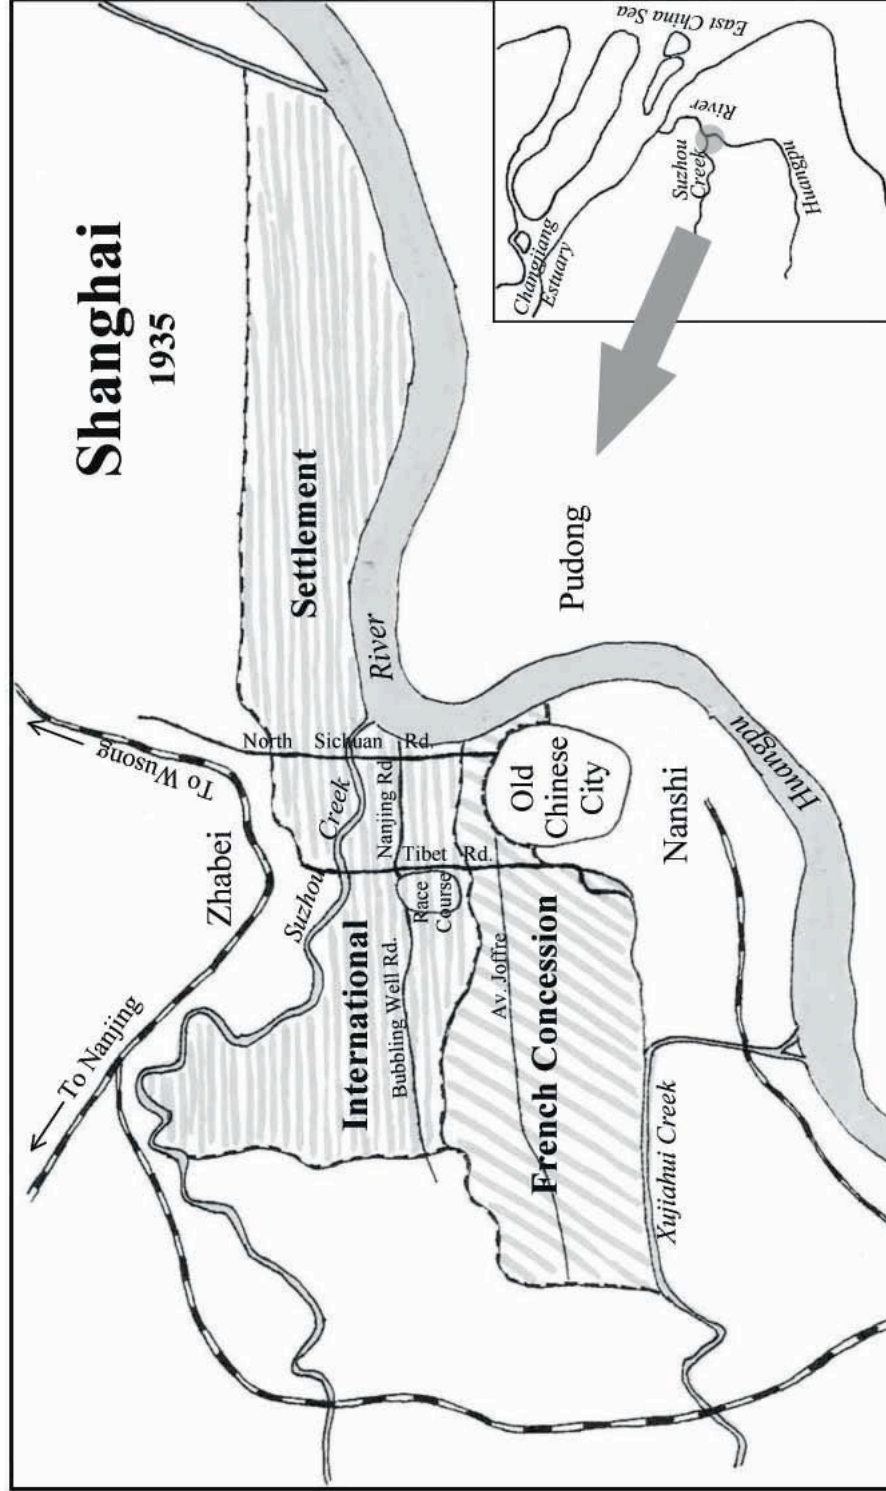 Shanghai
1935
To Wusong
To Nanjing
Zhabei
Settlement
International
French Concession
North Sichuan Rd.
Suzhou Creek
Nanjing Rd.
Tibet Rd.
Race
Course
Bubbling Well Rd.
Av. Joffre
Old
Chinese
City
Nanshi
Pudong
Huangpu River
Xujiahui Creek
East China Sea
Changjiang
Estuary
Suzhou
Creek
Huangpu River